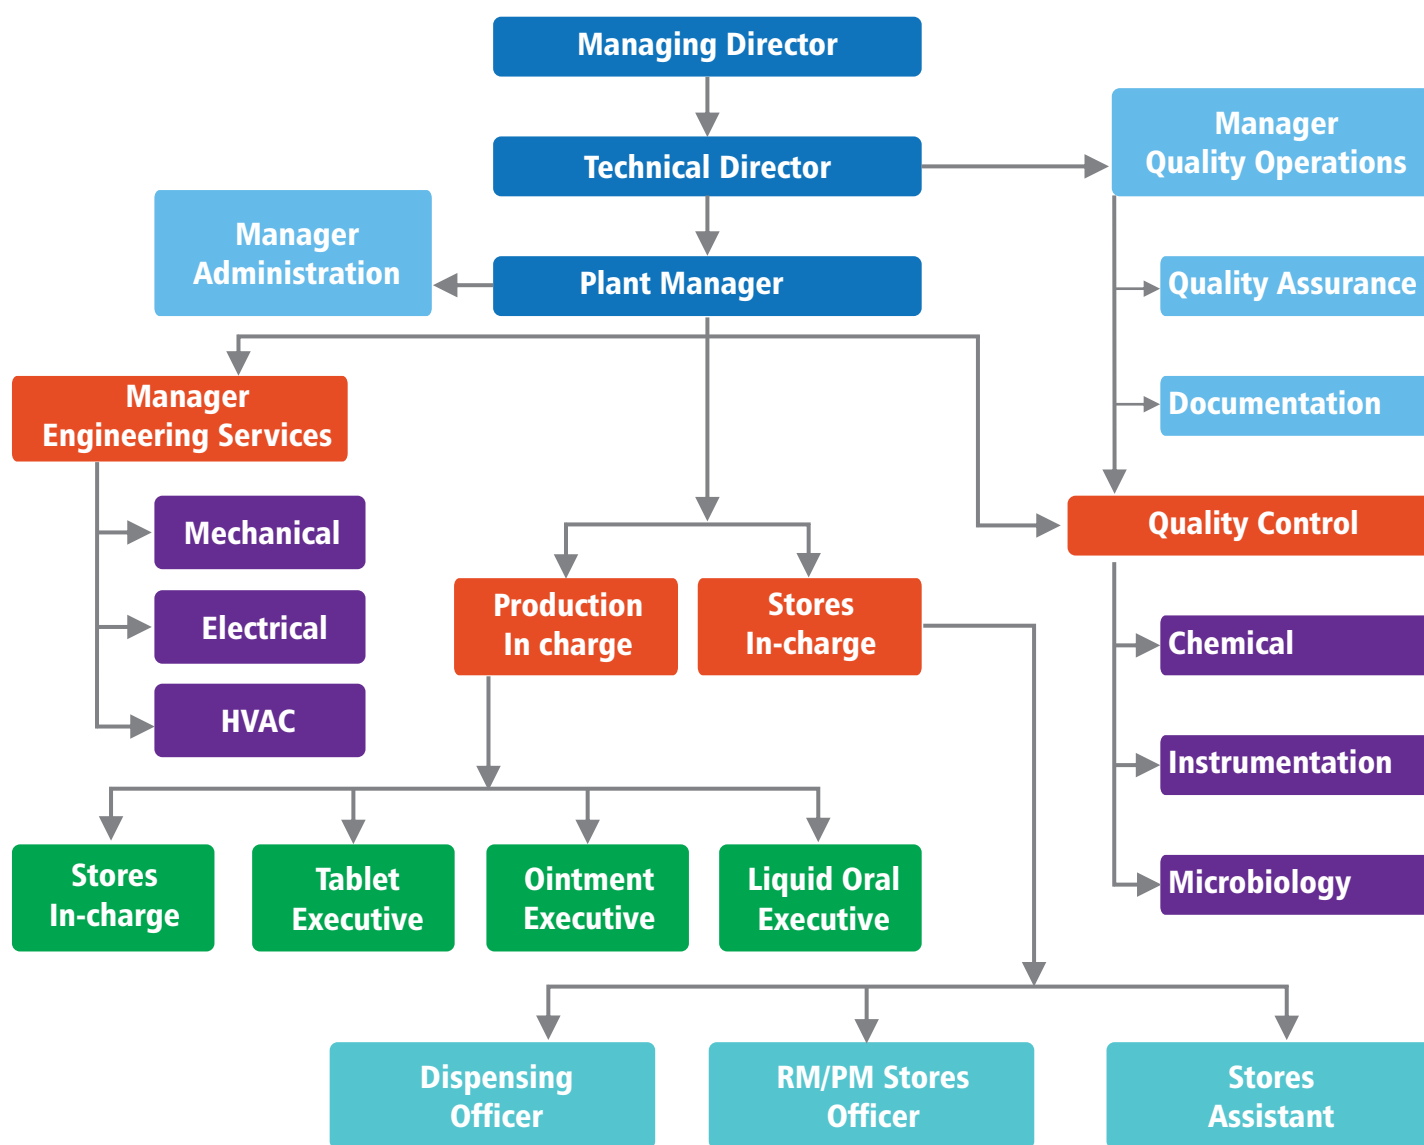 Managing Director
Technical Director
Manager
Quality Operations
Manager
Administration
Plant Manager
Quality Assurance
Manager
Engineering Services
Documentation
Mechanical
Quality Control
Electrical
Production
In charge
Stores
In-charge
Chemical
HVAC
Instrumentation
Stores
In-charge
Tablet
Executive
Ointment
Executive
Liquid Oral
Executive
Microbiology
Dispensing
Officer
RM/PM Stores
Officer
Stores
Assistant